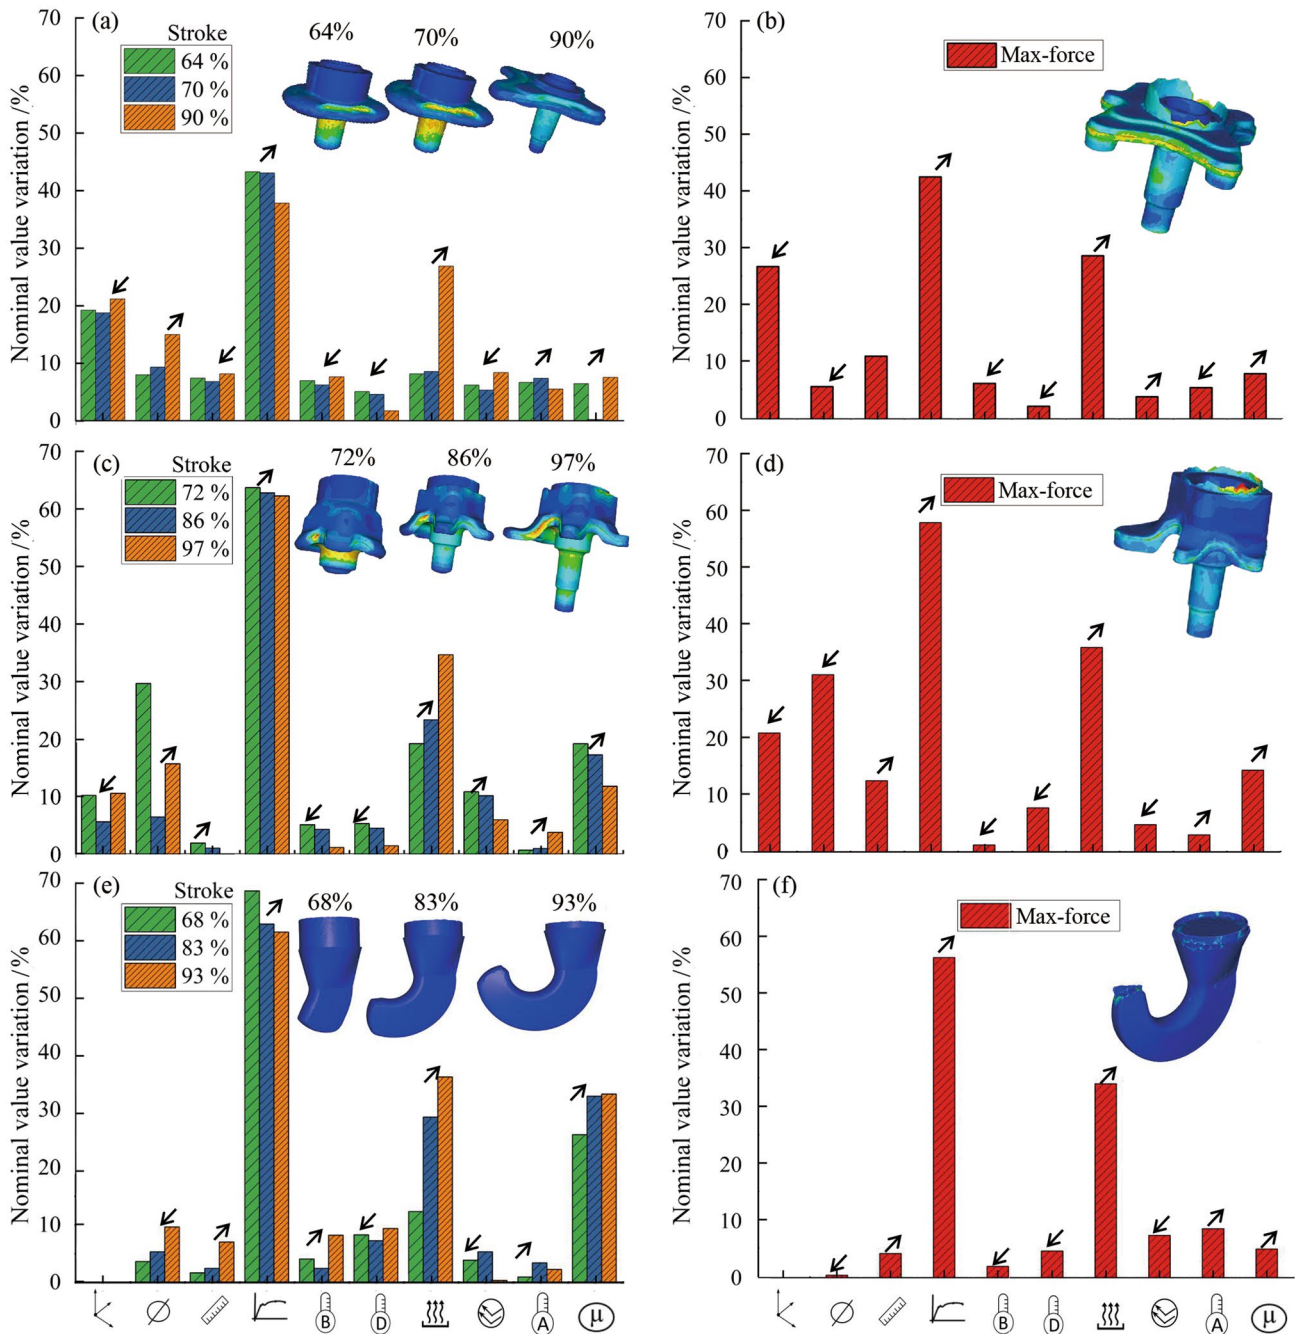 (a)
Stroke
64 %
70 %
90 %
64%
70%
90%
Nominal value variation /%
70
60
50
40
30
20
10
0
(b)
Max-force
Nominal value variation /%
70
60
50
40
30
20
10
0
(c)
Stroke
72 %
86 %
97 %
72%
86%
97%
Nominal value variation /%
70
60
50
40
30
20
10
0
(d)
Max-force
Nominal value variation /%
70
60
50
40
30
20
10
0
(e)
Stroke
68 %
83 %
93 %
68%
83%
93%
Nominal value variation /%
70
60
50
40
30
20
10
0
B
D
A
μ
(f)
Max-force
Nominal value variation /%
70
60
50
40
30
20
10
0
B
D
A
μ